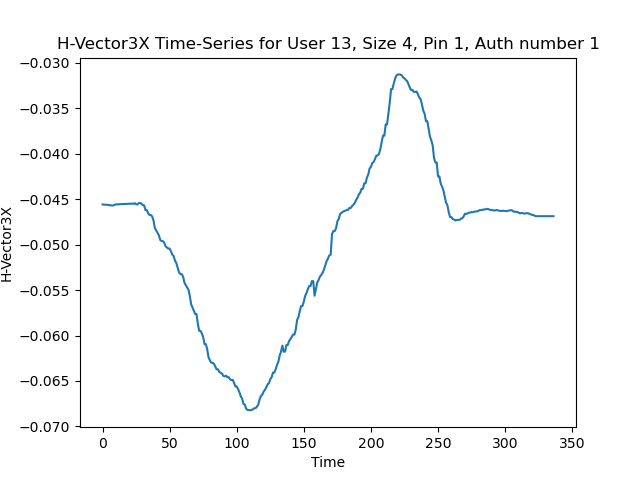 H-Vector3X Time-Series for User 13, Size 4, Pin 1, Auth number 1
−0.030
−0.035
−0.040
−0.045
−0.050
−0.055
−0.060
−0.065
−0.070
H-Vector3X
0 50 100 150 200 250 300 350
Time